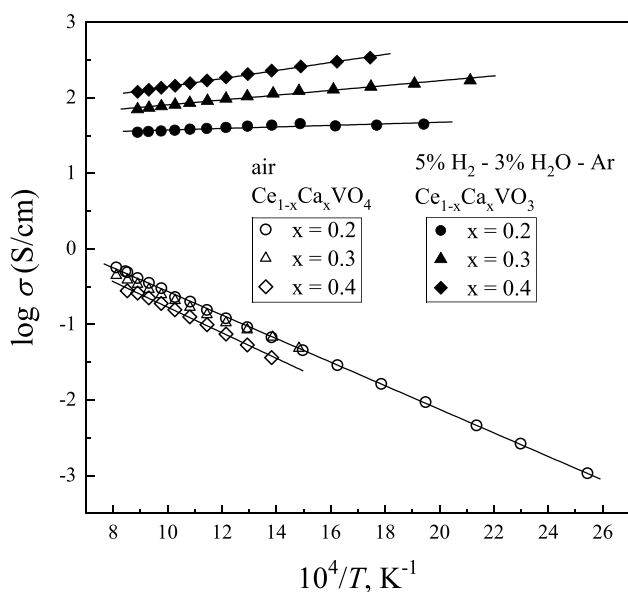 3
2
1
0
-1
-2
-3
log σ (S/cm)
air
Ce₁₋ₓCaₓVO₄
x = 0.2
x = 0.3
x = 0.4
5% H₂ - 3% H₂O - Ar
Ce₁₋ₓCaₓVO₃
x = 0.2
x = 0.3
x = 0.4
8 10 12 14 16 18 20 22 24 26
10⁴/T, K⁻¹